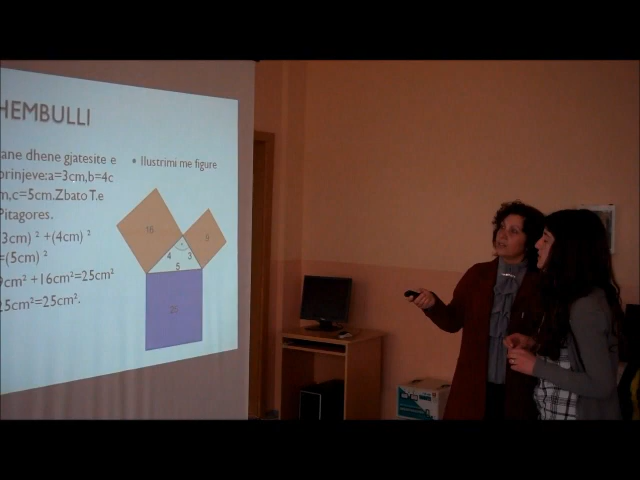 HEMBULLI
ane dhene gjatesite e
brinjeve:a=3cm,b=4c
m,c=5cm.Zbato T.e
Pitagores.
(3cm) ² +(4cm) ²
=(5cm) ²
9cm² +16cm²=25cm²
25cm²=25cm².
• Ilustrimi me figure
16
9
4
3
5
25